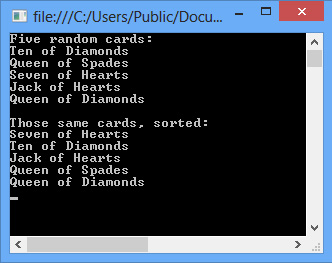 file:///C:/Users/Public/Docu...
Five random cards:
Ten of Diamonds
Queen of Spades
Seven of Hearts
Jack of Hearts
Queen of Diamonds
Those same cards, sorted:
Seven of Hearts
Ten of Diamonds
Jack of Hearts
Queen of Spades
Queen of Diamonds